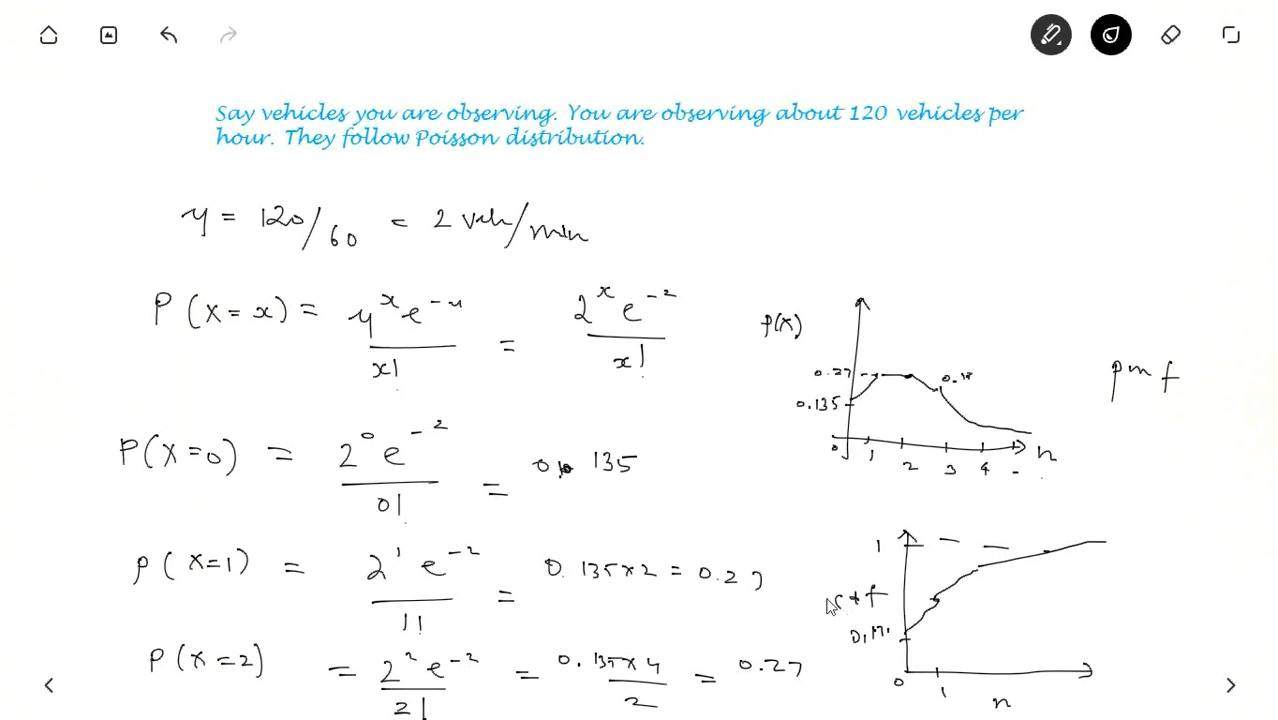 Say vehicles you are observing. You are observing about 120 vehicles per
hour. They follow Poisson distribution.
μ = 120/60 = 2 veh/min
P(X=x) = μ^x e^-μ / x! = 2^x e^-2 / x!
P(X=0) = 2^0 e^-2 / 0! = 0.135
P(X=1) = 2^1 e^-2 / 1! = 0.135×2 = 0.27
P(X=2) = 2^2 e^-2 / 2! = 0.135×4 / 2 = 0.27
P(X)
0.27
0.18
0.135
0 1 2 3 4 -
n
pmf
1
0
1
n